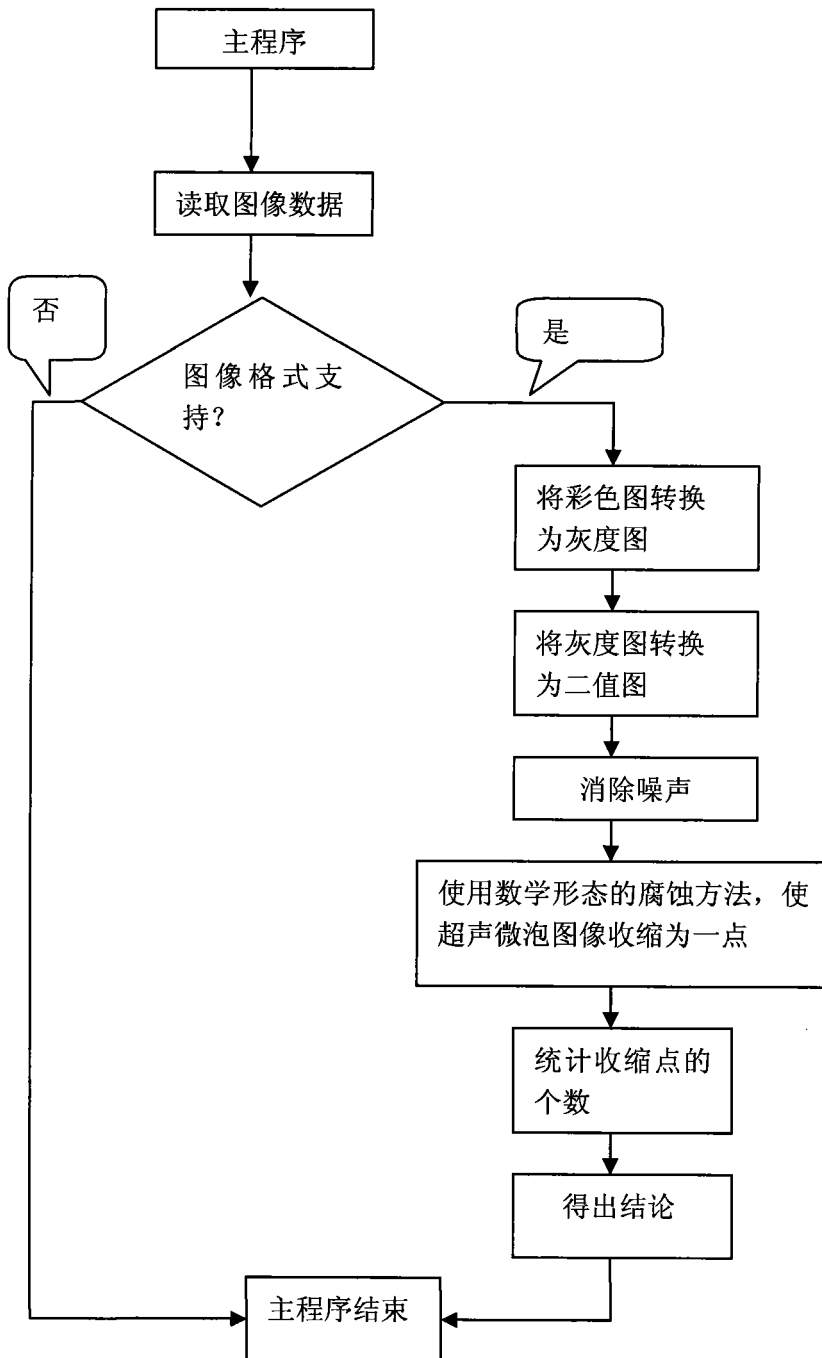 主程序
读取图像数据
否
是
图像格式支
持?
将彩色图转换
为灰度图
将灰度图转换
为二值图
消除噪声
使用数学形态的腐蚀方法，使
超声微泡图像收缩为一点
统计收缩点的
个数
得出结论
主程序结束